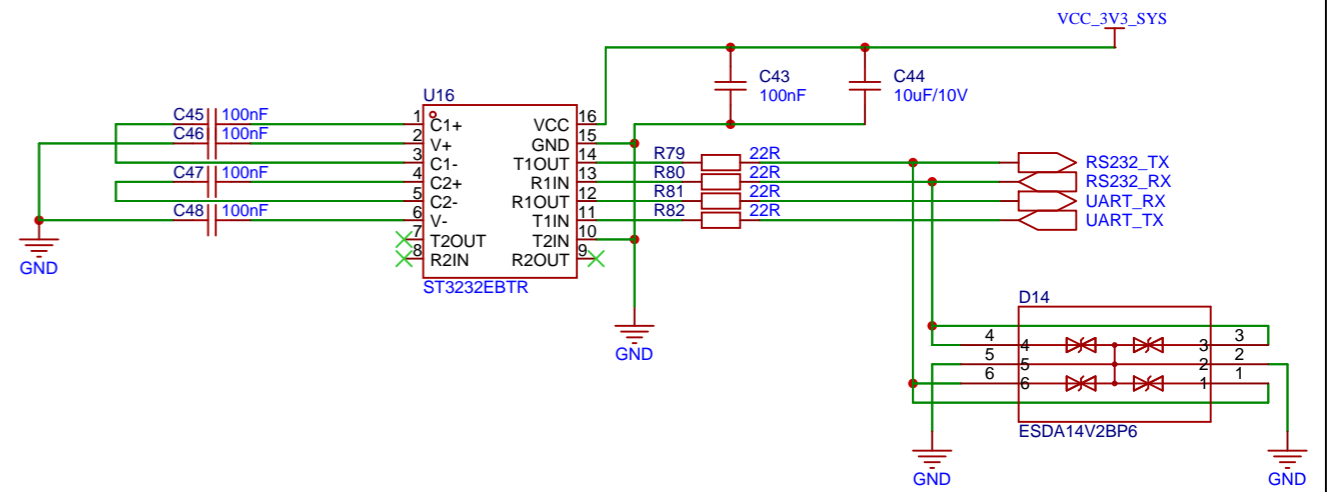 VCC_3V3_SYS
C43
100nF
C44
10uF/10V
U16
C45 100nF
C46 100nF
C47 100nF
C48 100nF
GND
1 C1+
2 V+
3 C1-
4 C2+
5 C2-
6 V-
7 T2OUT
8 R2IN
VCC 16
GND 15
T1OUT 14
R1IN 13
R1OUT 12
T1IN 11
T2IN 10
R2OUT 9
ST3232EBTR
R79 22R
R80 22R
R81 22R
R82 22R
RS232_TX
RS232_RX
UART_RX
UART_TX
GND
D14
4 4 3 3
5 5 2 2
6 6 1 1
ESDA14V2BP6
GND
GND